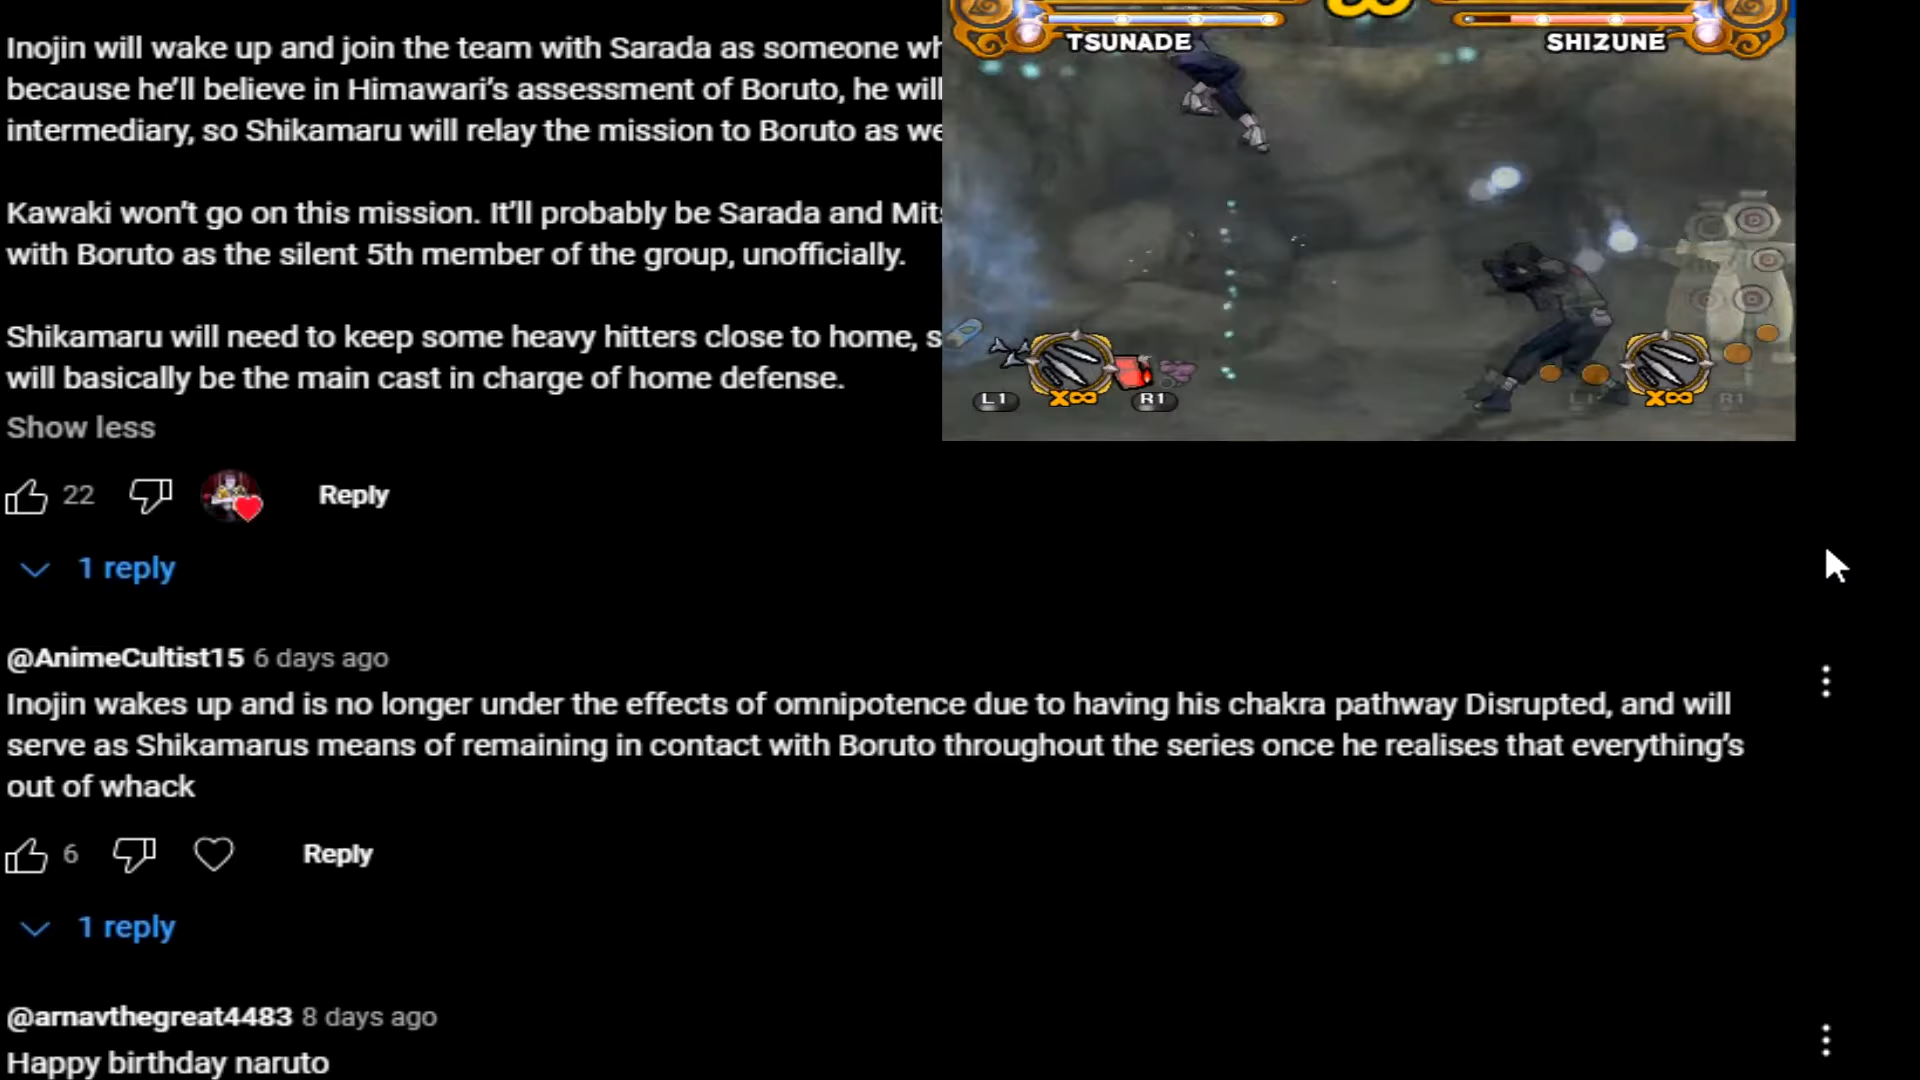 Inojin will wake up and join the team with Sarada as someone
because he'll believe in Himawari's assessment of Boruto, he will
intermediary, so Shikamaru will relay the mission to Boruto as
Kawaki won't go on this mission. It'll probably be Sarada and
with Boruto as the silent 5th member of the group, unofficially.
Shikamaru will need to keep some heavy hitters close to home,
will basically be the main cast in charge of home defense.
Show less
22
Reply
1 reply
TSUNADE
SHIZUNE
L1
x∞
R1
L1
x∞
R1
@AnimeCultist15 6 days ago
Inojin wakes up and is no longer under the effects of omnipotence due to having his chakra pathway Disrupted, and will
serve as Shikamarus means of remaining in contact with Boruto throughout the series once he realises that everything's
out of whack
6
Reply
1 reply
@arnavthegreat4483 8 days ago
Happy birthday naruto